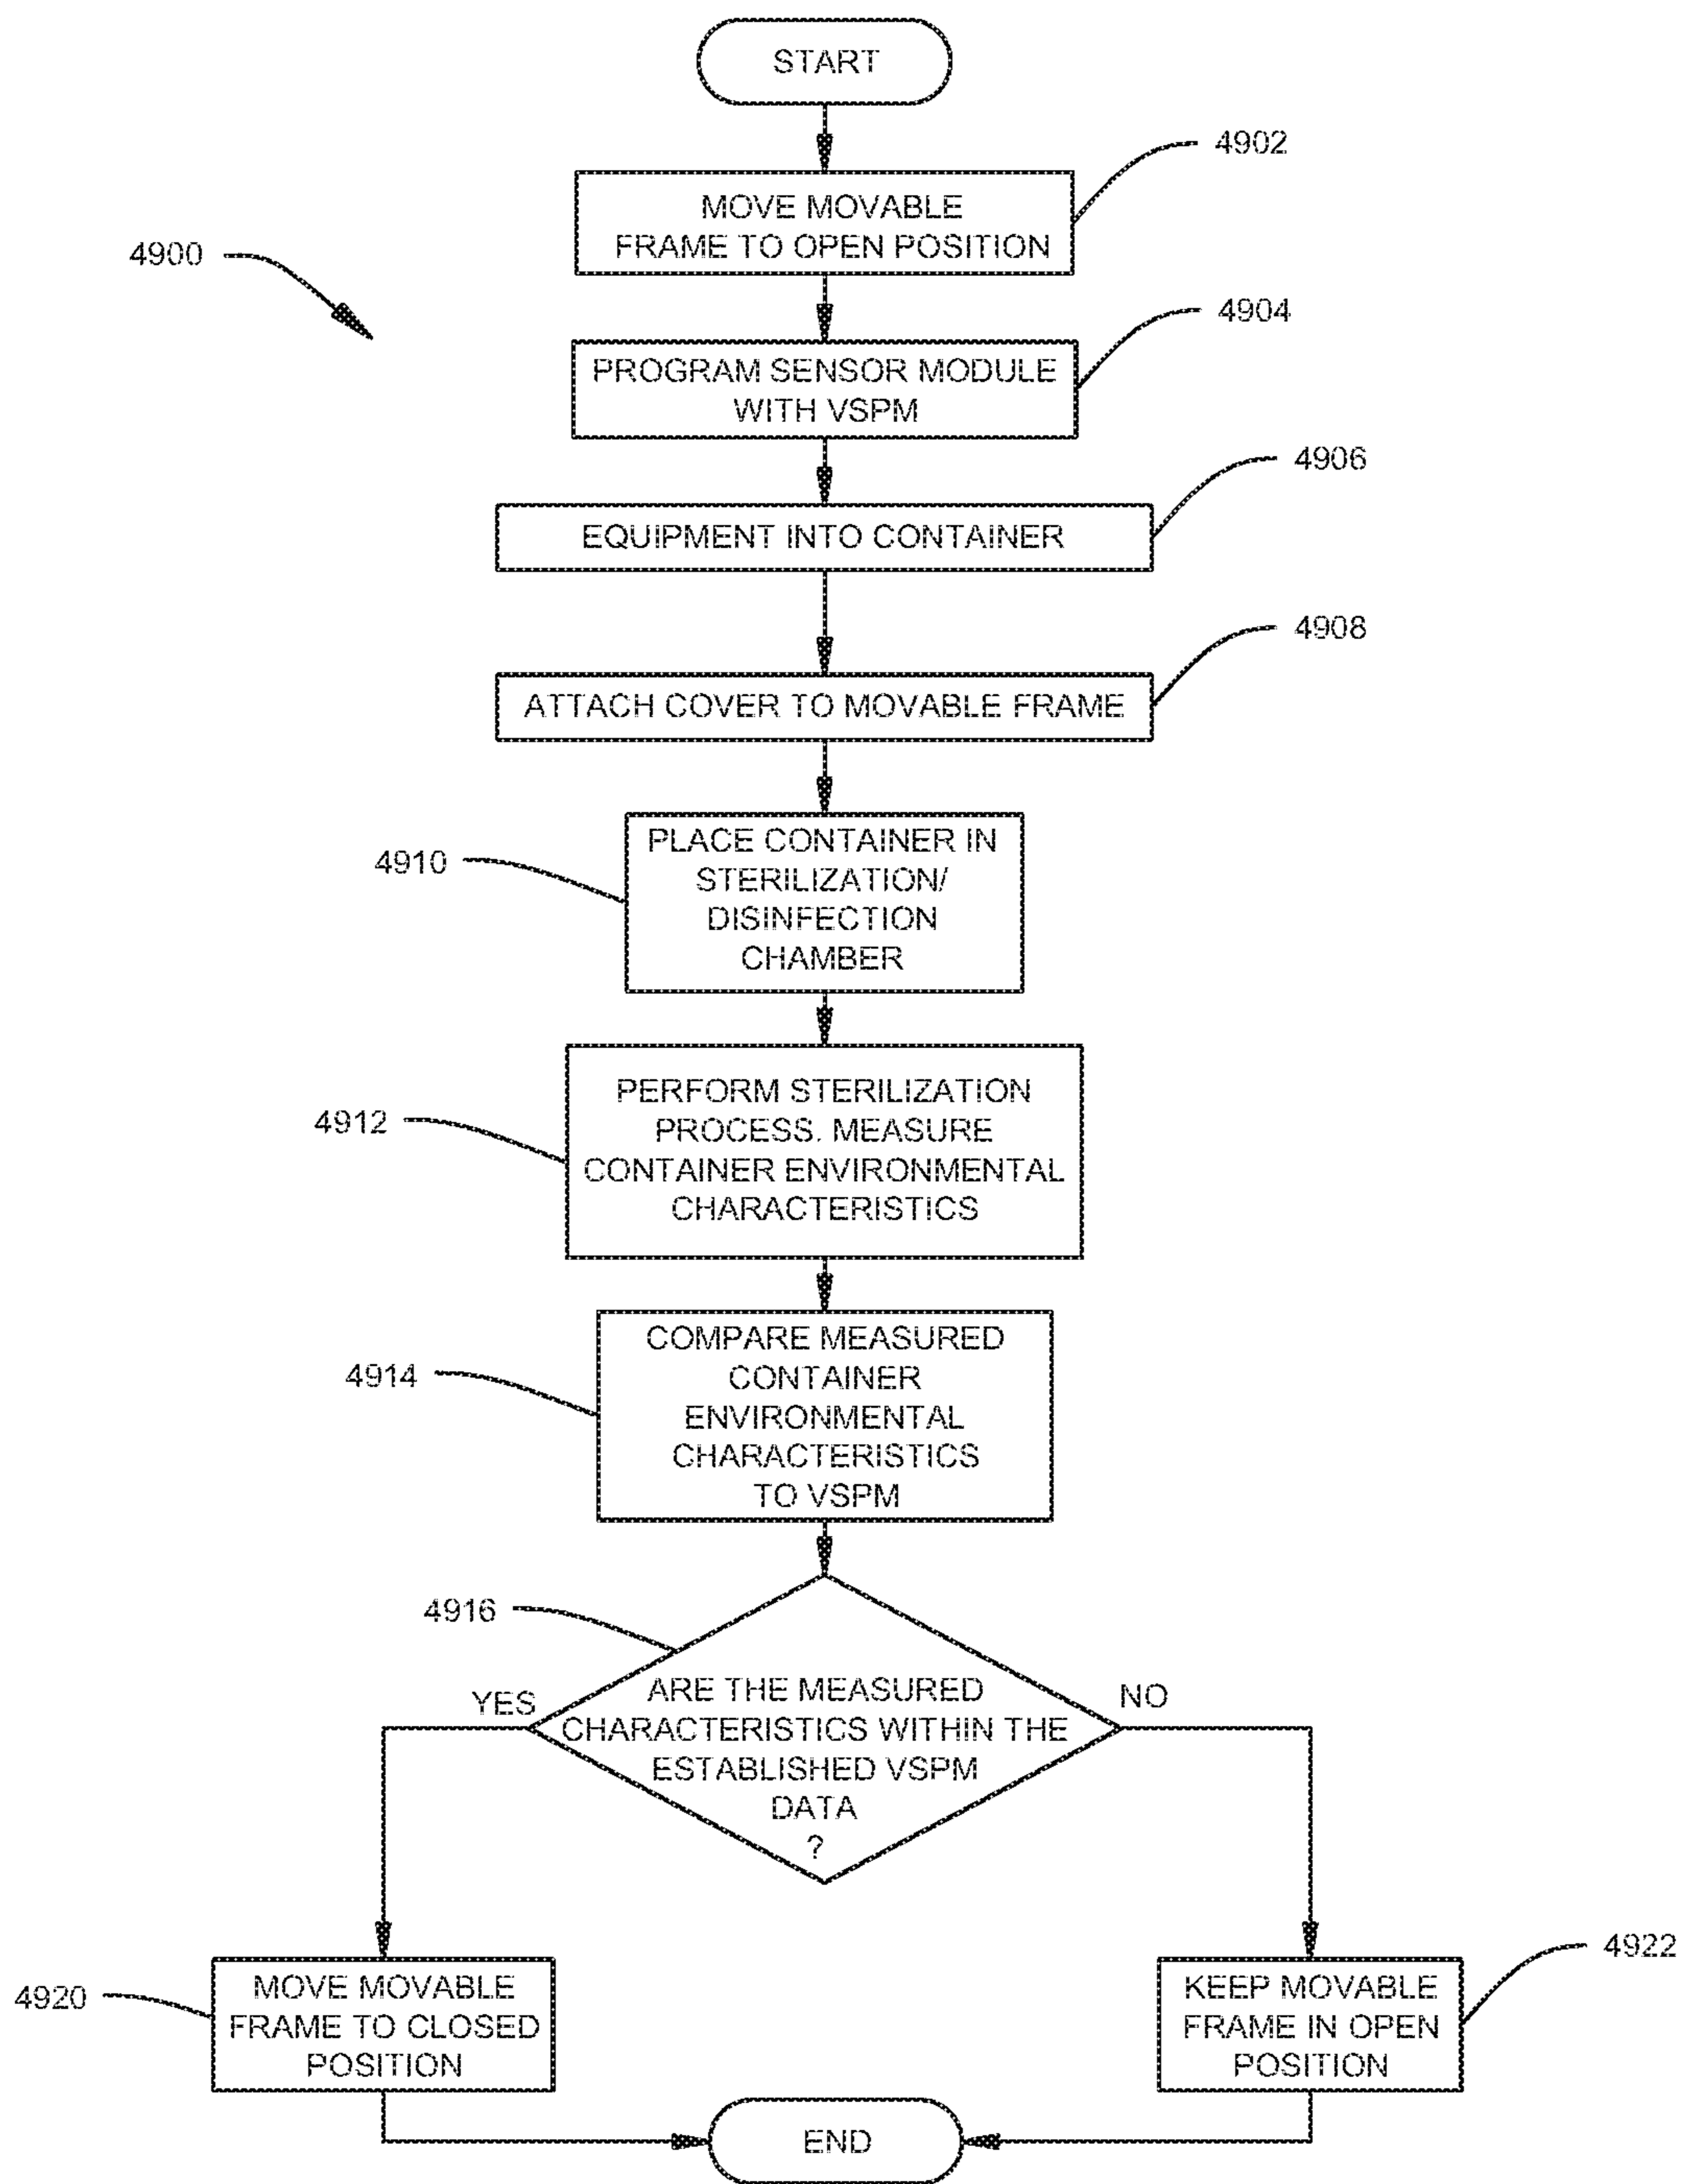 START
4902
MOVE MOVABLE
FRAME TO OPEN POSITION
4900
4904
PROGRAM SENSOR MODULE
WITH VSPM
4906
EQUIPMENT INTO CONTAINER
4908
ATTACH COVER TO MOVABLE FRAME
4910
PLACE CONTAINER IN
STERILIZATION/
DISINFECTION
CHAMBER
4912
PERFORM STERILIZATION
PROCESS. MEASURE
CONTAINER ENVIRONMENTAL
CHARACTERISTICS
4914
COMPARE MEASURED
CONTAINER
ENVIRONMENTAL
CHARACTERISTICS
TO VSPM
4916
ARE THE MEASURED
CHARACTERISTICS WITHIN THE
ESTABLISHED VSPM
DATA
?
YES
NO
4920
MOVE MOVABLE
FRAME TO CLOSED
POSITION
4922
KEEP MOVABLE
FRAME IN OPEN
POSITION
END